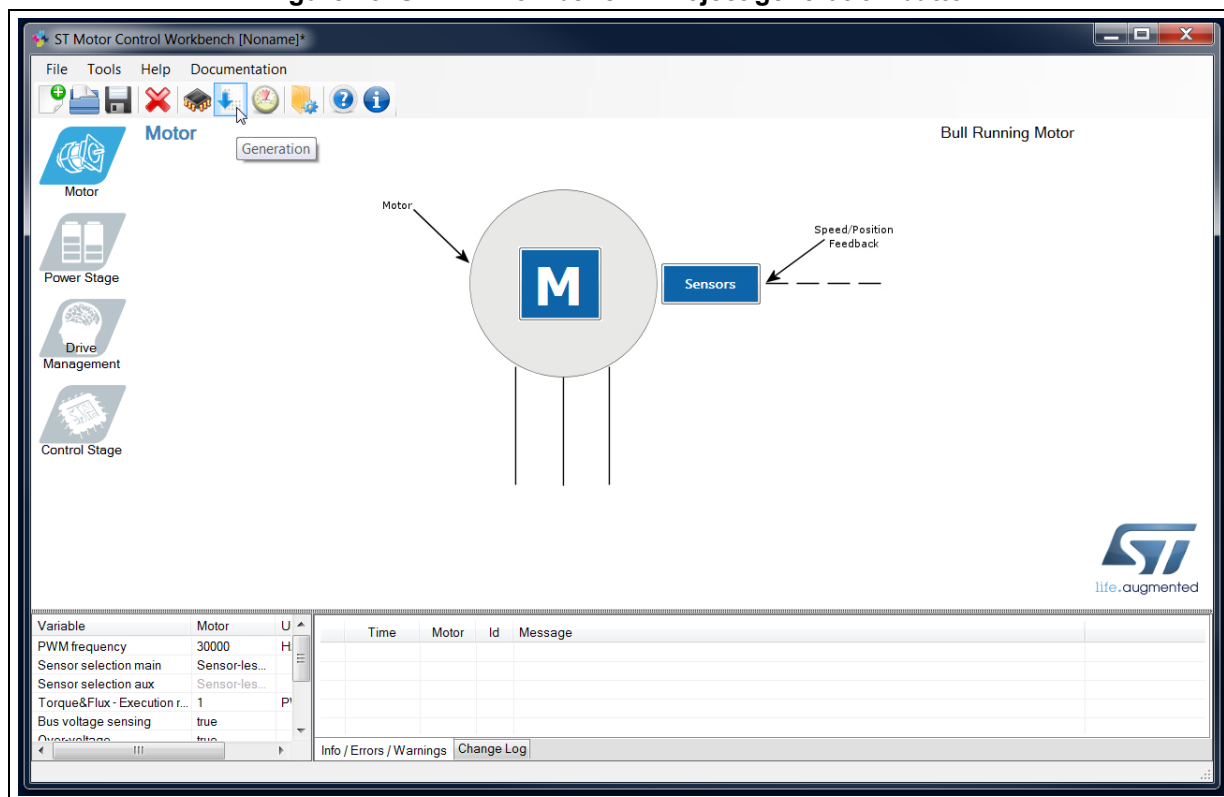 ST Motor Control Workbench [Noname]*
File Tools Help Documentation
Motor
Bull Running Motor
Generation
Motor
Motor
Speed/Position
Feedback
M
Sensors
Power Stage
Drive
Management
Control Stage
life.augmented
Variable Motor U
Time Motor Id Message
PWM frequency 30000
Sensor selection main Sensor-les...
Sensor selection aux Sensor-les...
Torque&Flux - Execution r... 1
Bus voltage sensing true
Over-voltage true
Info / Errors / Warnings Change Log